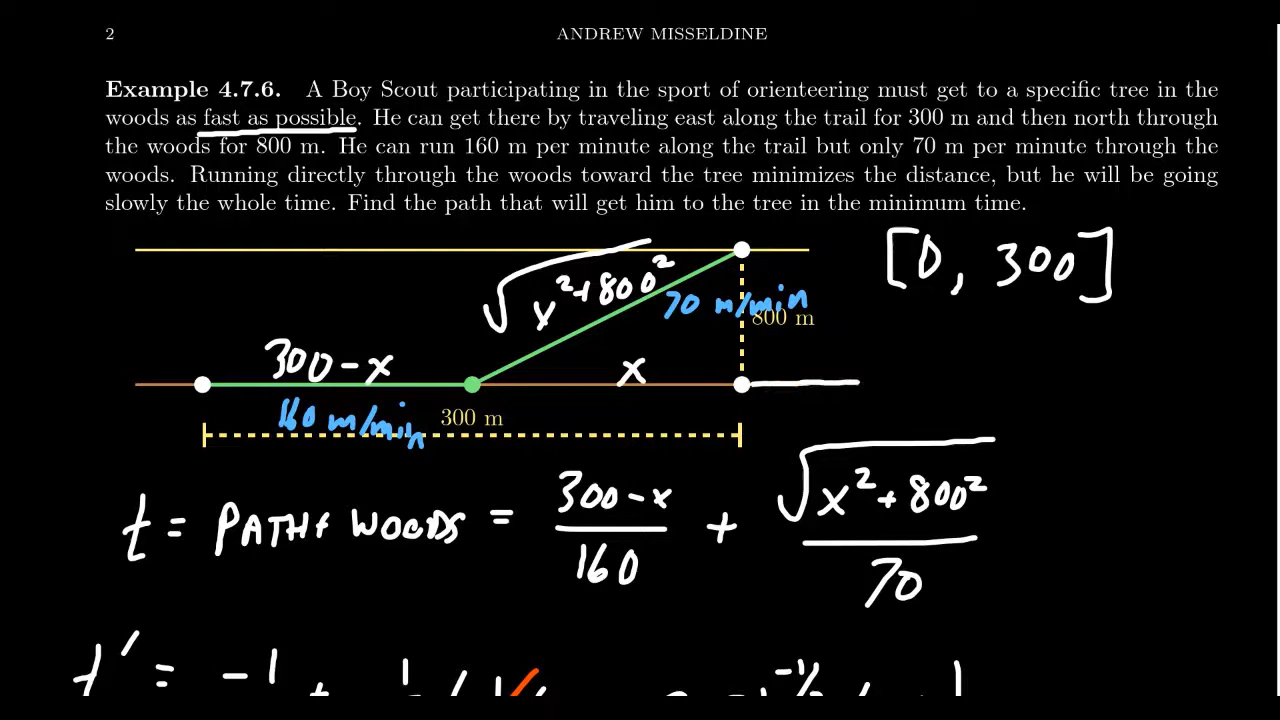 2 ANDREW MISSELDINE
Example 4.7.6. A Boy Scout participating in the sport of orienteering must get to a specific tree in the
woods as fast as possible. He can get there by traveling east along the trail for 300 m and then north through
the woods for 800 m. He can run 160 m per minute along the trail but only 70 m per minute through the
woods. Running directly through the woods toward the tree minimizes the distance, but he will be going
slowly the whole time. Find the path that will get him to the tree in the minimum time.
[0, 300]
√(x²+800²)
70 m/min
800 m
300-x
x
160 m/min
300 m
t = PATH + WOODS = (300-x)/160 + √(x²+800²)/70
t' = -1